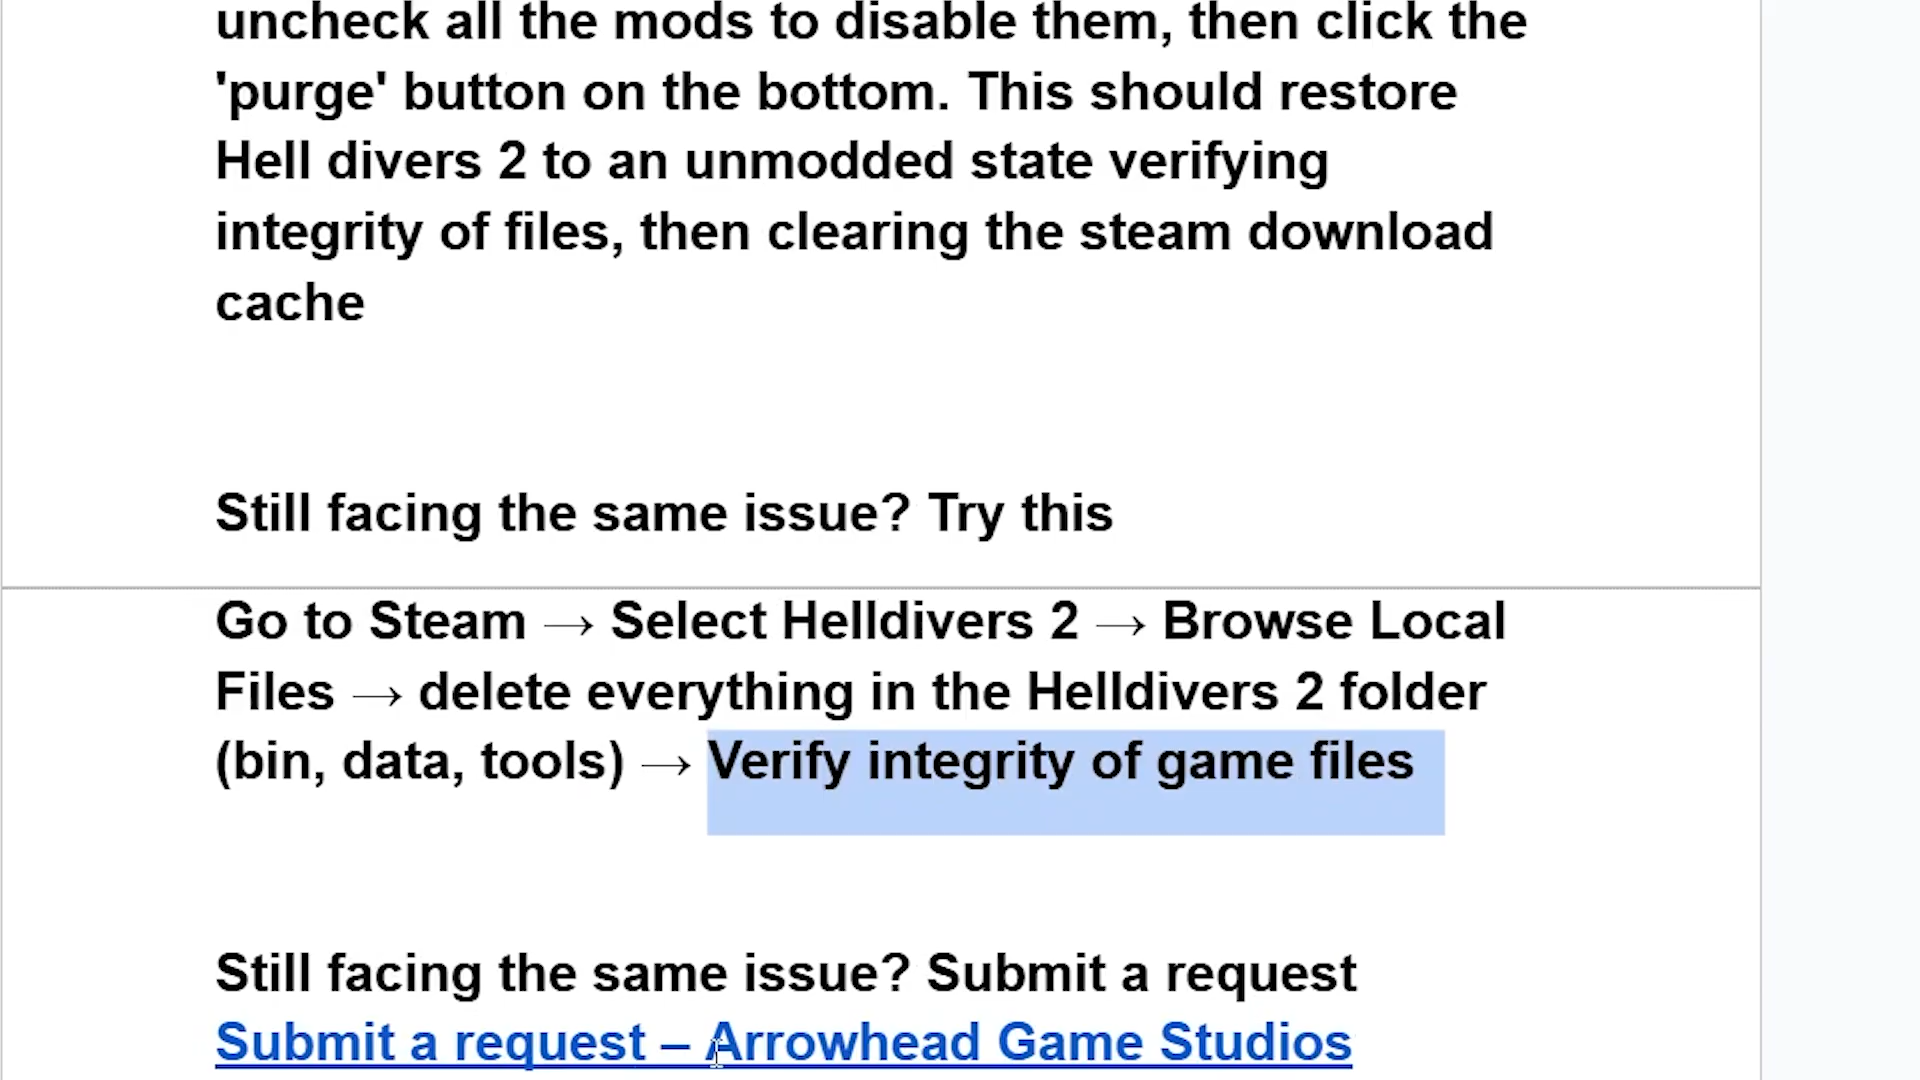 uncheck all the mods to disable them, then click the
'purge' button on the bottom. This should restore
Hell divers 2 to an unmodded state verifying
integrity of files, then clearing the steam download
cache
Still facing the same issue? Try this
Go to Steam → Select Helldivers 2 → Browse Local
Files → delete everything in the Helldivers 2 folder
(bin, data, tools) → Verify integrity of game files
Still facing the same issue? Submit a request
Submit a request – Arrowhead Game Studios